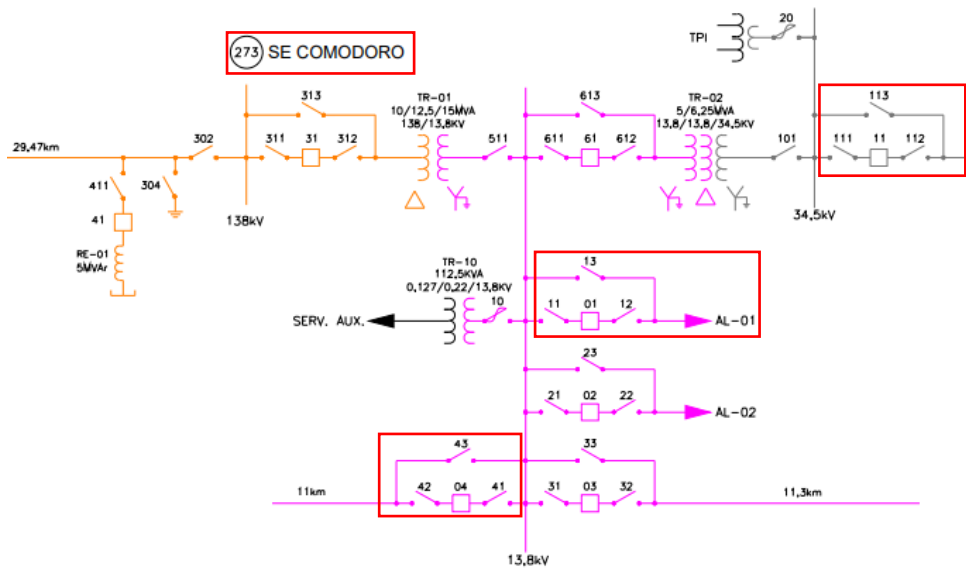 273 SE COMODORO
TPI
20
313
TR-01
10/12,5/15MVA
138/13,8KV
613
TR-02
5/6,25MVA
13,8/13,8/34,5KV
113
29,47km
302
311
31
312
511
611
61
612
101
111
11
112
411
304
41
138kV
34,5kV
RE-01
5MVAr
TR-10
112,5KVA
0,127/0,22/13,8KV
13
SERV. AUX.
10
11
01
12
AL-01
23
21
02
22
AL-02
43
33
11km
42
04
41
31
03
32
11,3km
13,8kV